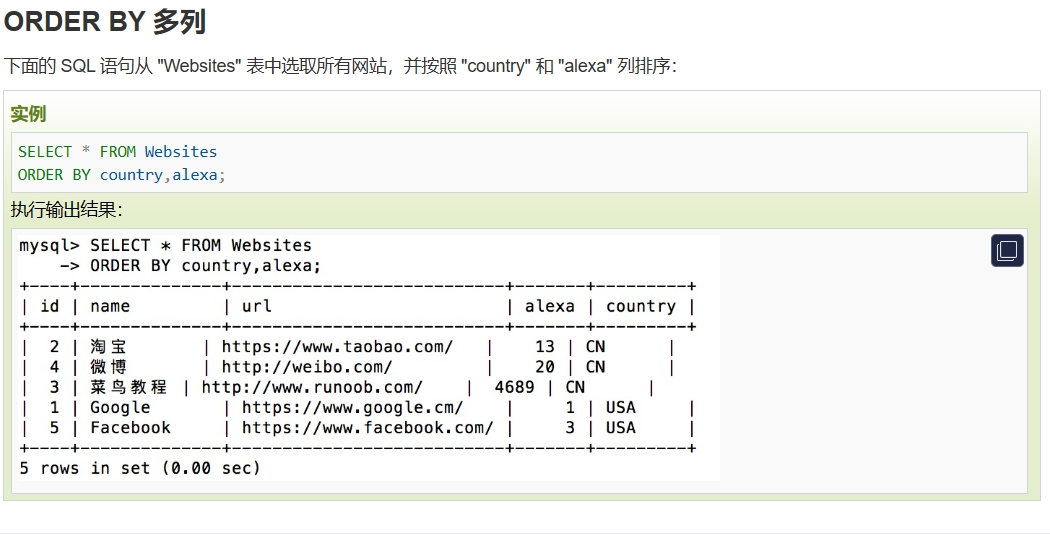 ORDER BY 多列
下面的 SQL 语句从 "Websites" 表中选取所有网站，并按照 "country" 和 "alexa" 列排序：
实例
SELECT * FROM Websites
ORDER BY country,alexa;
执行输出结果：
mysql> SELECT * FROM Websites
    -> ORDER BY country,alexa;
+----+--------------+---------------------------+-------+---------+
| id | name         | url                       | alexa | country |
+----+--------------+---------------------------+-------+---------+
|  2 | 淘宝       | https://www.taobao.com/   |    13 | CN      |
|  4 | 微博       | http://weibo.com/         |    20 | CN      |
|  3 | 菜鸟教程 | http://www.runoob.com/    |  4689 | CN      |
|  1 | Google       | https://www.google.cm/    |     1 | USA     |
|  5 | Facebook     | https://www.facebook.com/ |     3 | USA     |
+----+--------------+---------------------------+-------+---------+
5 rows in set (0.00 sec)